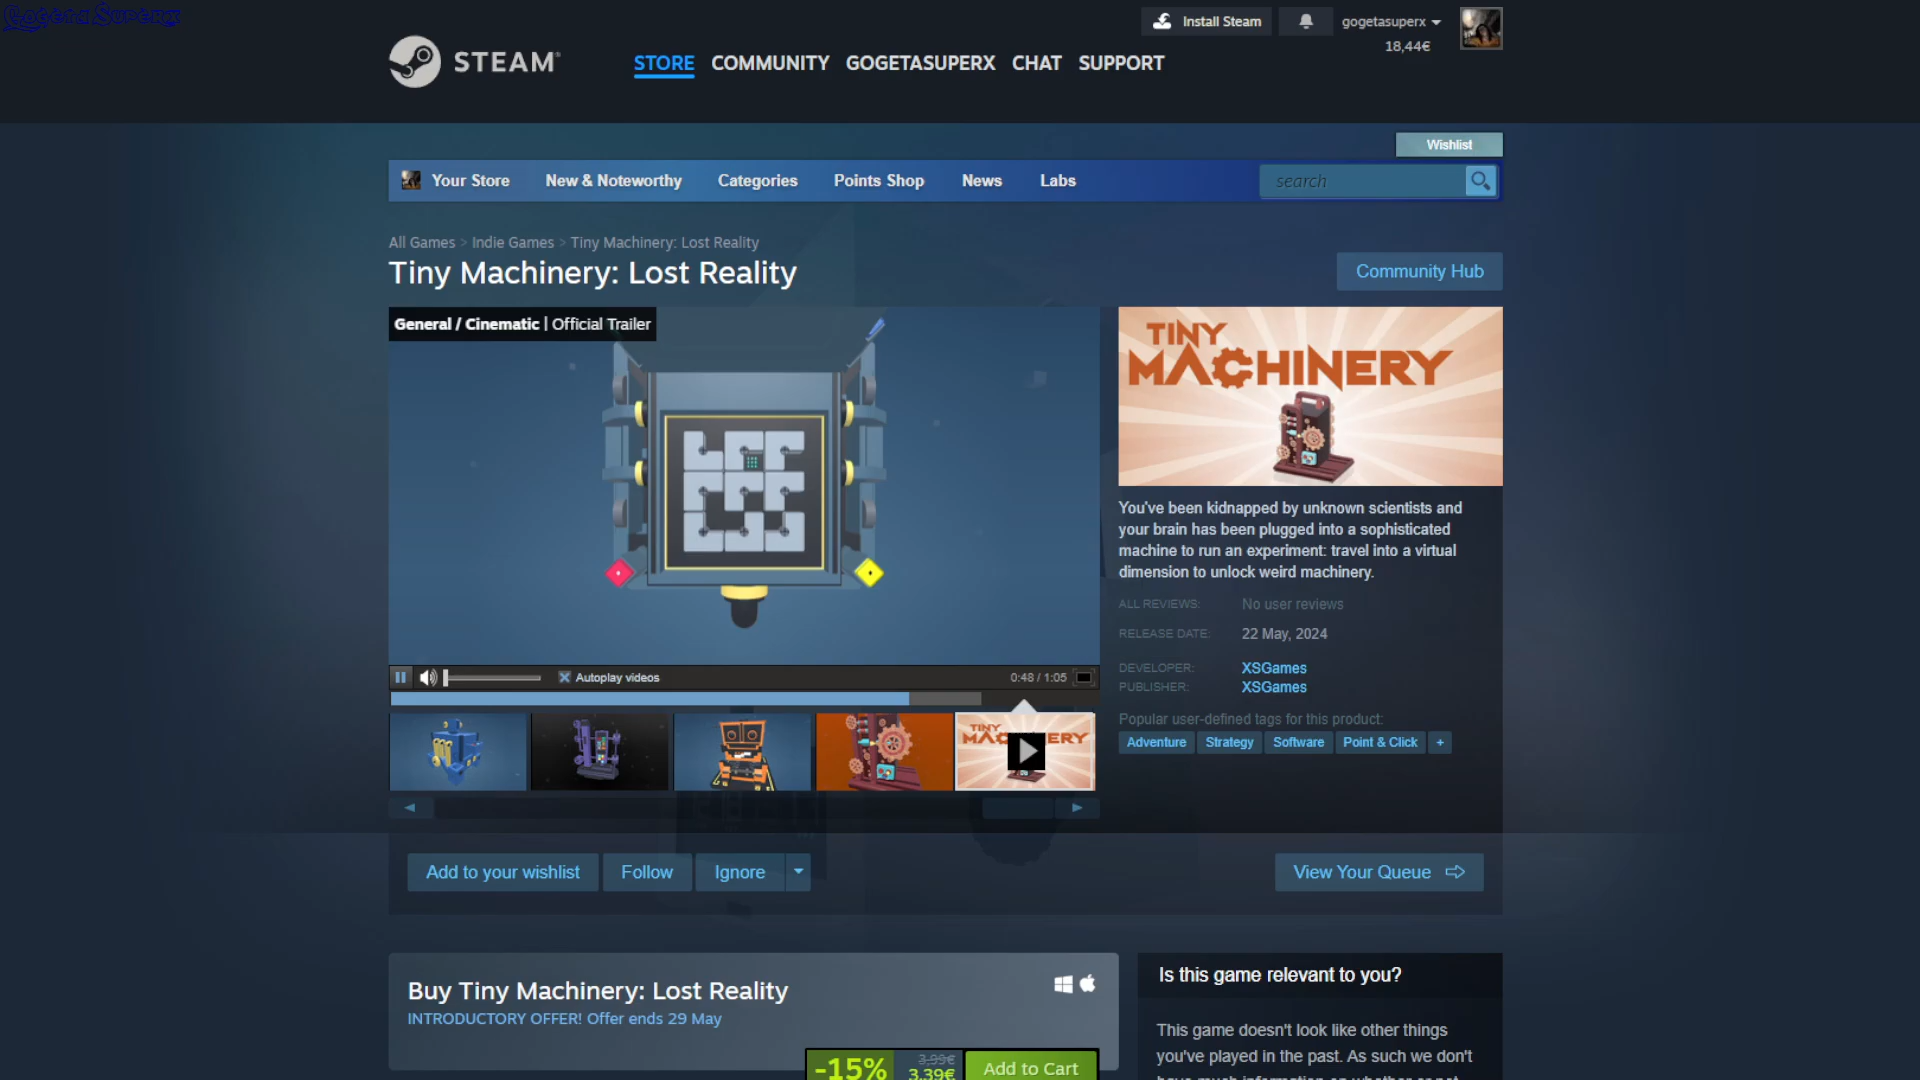 Gogeta Superx
Install Steam
gogetasuperx
18,44€
STEAM®
STORE COMMUNITY GOGETASUPERX CHAT SUPPORT
Wishlist
Your Store New & Noteworthy Categories Points Shop News Labs search
All Games > Indie Games > Tiny Machinery: Lost Reality
Tiny Machinery: Lost Reality
Community Hub
General / Cinematic | Official Trailer
TINY
MACHINERY
You've been kidnapped by unknown scientists and
your brain has been plugged into a sophisticated
machine to run an experiment: travel into a virtual
dimension to unlock weird machinery.
ALL REVIEWS: No user reviews
RELEASE DATE: 22 May, 2024
DEVELOPER: XSGames
PUBLISHER: XSGames
Popular user-defined tags for this product:
Adventure Strategy Software Point & Click +
Autoplay videos 0:48 / 1:05
TINY
MACHINERY
Add to your wishlist Follow Ignore View Your Queue
Buy Tiny Machinery: Lost Reality
INTRODUCTORY OFFER! Offer ends 29 May
-15% 3,99€ 3,39€ Add to Cart
Is this game relevant to you?
This game doesn't look like other things
you've played in the past. As such we don't